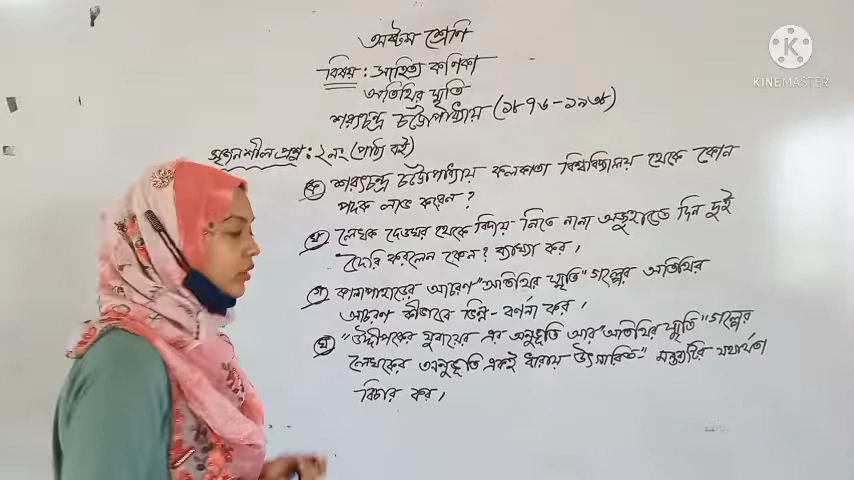 অষ্টম শ্রেণি
বিষয় : সাহিত্য কণিকা
অতিথির স্মৃতি
শরৎচন্দ্র চট্টোপাধ্যায় (১৮৭৬-১৯৩৮)
সৃজনশীল প্রশ্ন : ২নং (পাঠ্য বই)
ক শরৎচন্দ্র চট্টোপাধ্যায় কলকাতা বিশ্ববিদ্যালয় থেকে কোন
পদক লাভ করেন ?
খ লেখক দেওঘর থেকে বিদায় নিতে নানা অজুহাতে দিন দুই
দেরি করলেন কেন ? ব্যাখ্যা কর।
গ কালাপাহাড়ের আচরণ "অতিথির স্মৃতি" গল্পের অতিথির
আচরণ কীভাবে ভিন্ন - বর্ণনা কর।
ঘ "উদ্দীপকের এর অনুভূতি আর "অতিথির স্মৃতি" গল্পের
লেখকের অনুভূতি একই ধারায় উৎসারিত" মন্তব্যটির যথার্থতা
বিচার কর।
KINEMASTER